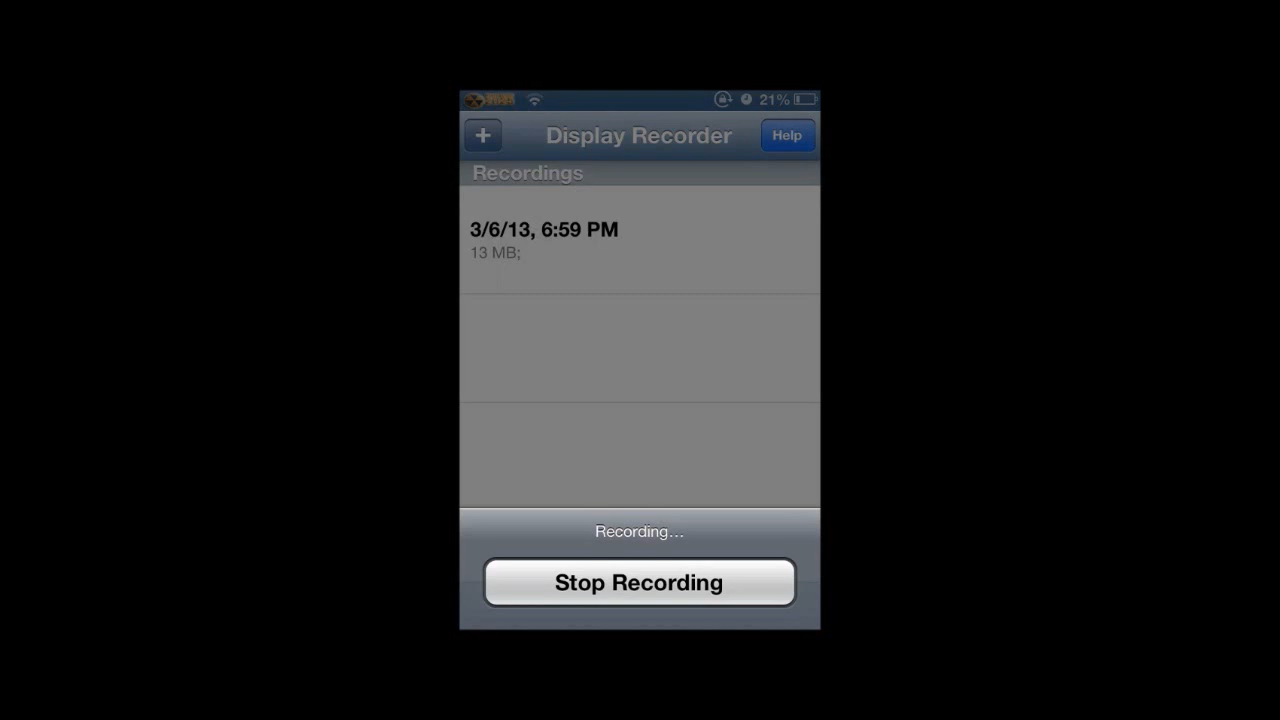 21%
+ Display Recorder Help
Recordings
3/6/13, 6:59 PM
13 MB;
Recording...
Stop Recording